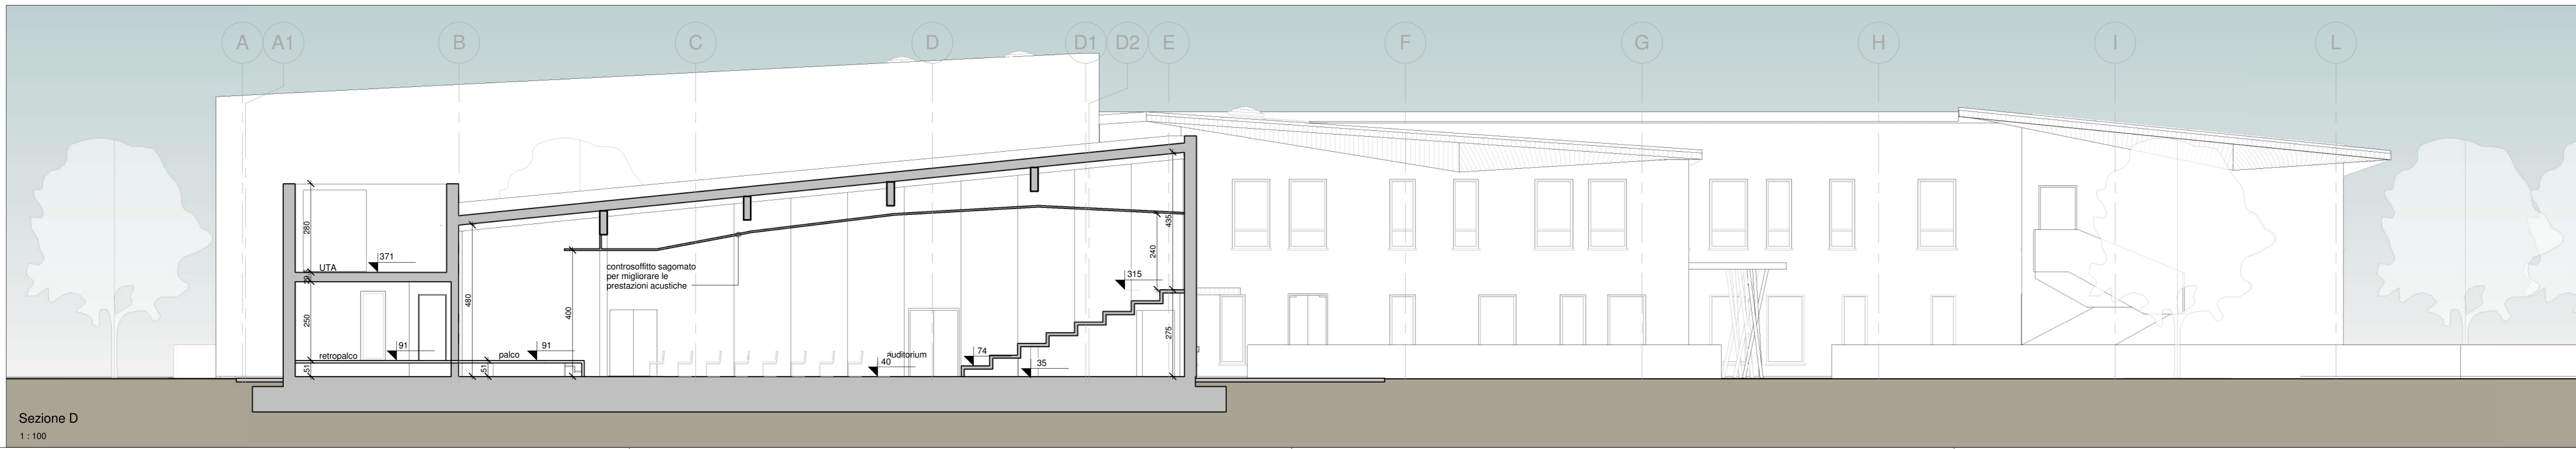 A A1 B C D D1 D2 E F G H I L
435
280
371
UTA
240
controsoffitto sagomato
per migliorare le
prestazioni acustiche
315
480
400
250
275
retropalco
91
palco
91
auditorium
40
74
35
51
51
Sezione D
1 : 100